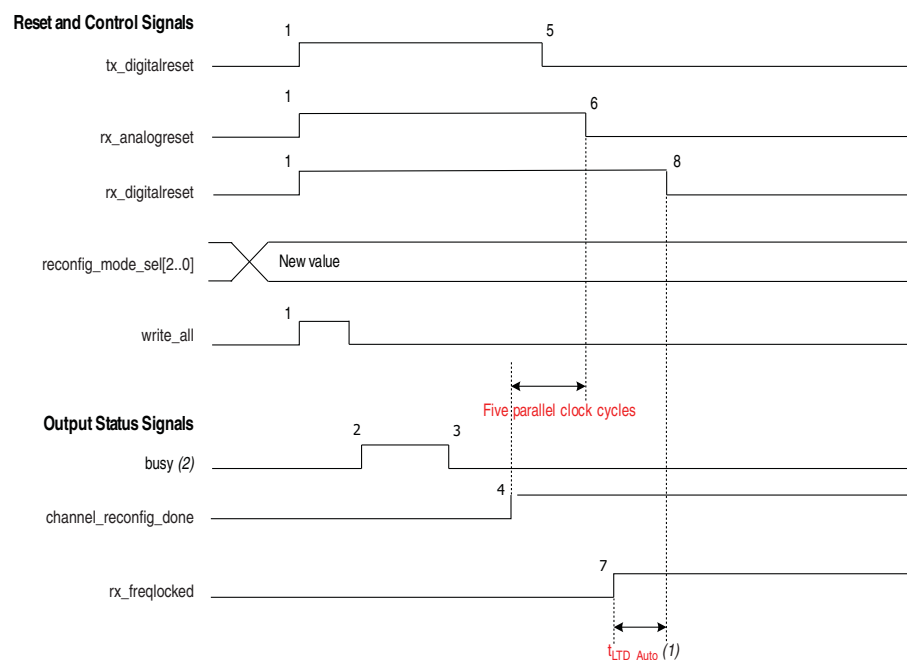 Reset and Control Signals
1 5
tx_digitalreset
1 6
rx_analogreset
1 8
rx_digitalreset
reconfig_mode_sel[2..0] New value
1
write_all
Five parallel clock cycles
Output Status Signals
2 3
busy (2)
4
channel_reconfig_done
7
rx_freqlocked
tLTD_Auto (1)